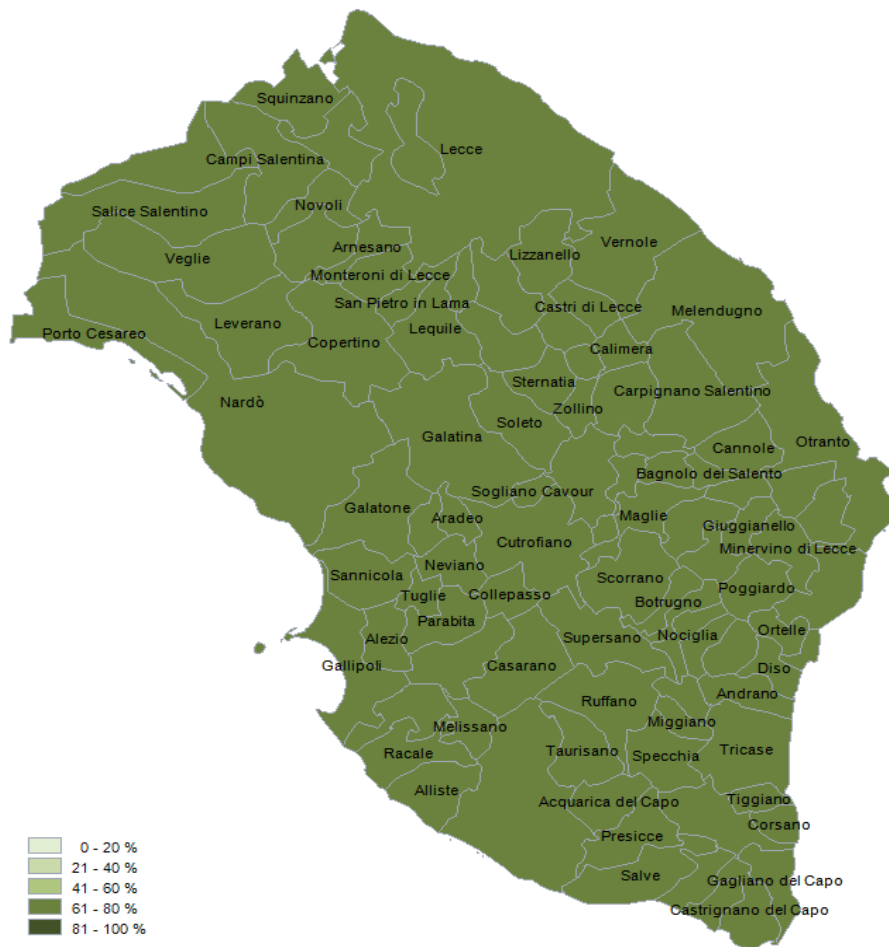 Squinzano
Lecce
Campi Salentina
Novoli
Salice Salentino
Arnesano
Vernole
Lizzanello
Veglie
Monteroni di Lecce
San Pietro in Lama
Castri di Lecce
Melendugno
Leverano
Lequile
Porto Cesareo
Copertino
Calimera
Sternatia
Carpignano Salentino
Nardò
Zollino
Soleto
Galatina
Otranto
Cannole
Bagnolo del Salento
Sogliano Cavour
Galatone
Aradeo
Maglie
Giuggianello
Cutrofiano
Minervino di Lecce
Neviano
Sannicola
Scorrano
Poggiardo
Tuglie
Collepasso
Botrugno
Parabita
Ortelle
Alezio
Supersano
Nociglia
Gallipoli
Casarano
Diso
Andrano
Ruffano
Miggiano
Melissano
Racale
Taurisano
Specchia
Tricase
Alliste
Acquarica del Capo
Tiggiano
Corsano
Presicce
Salve
Gagliano del Capo
Castrignano del Capo
0 - 20 %
21 - 40 %
41 - 60 %
61 - 80 %
81 - 100 %